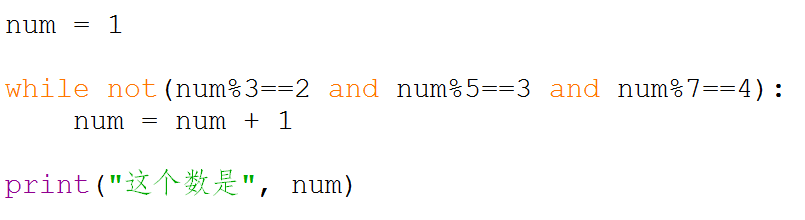 num = 1
while not(num%3==2 and num%5==3 and num%7==4):
    num = num + 1
print("这个数是", num)